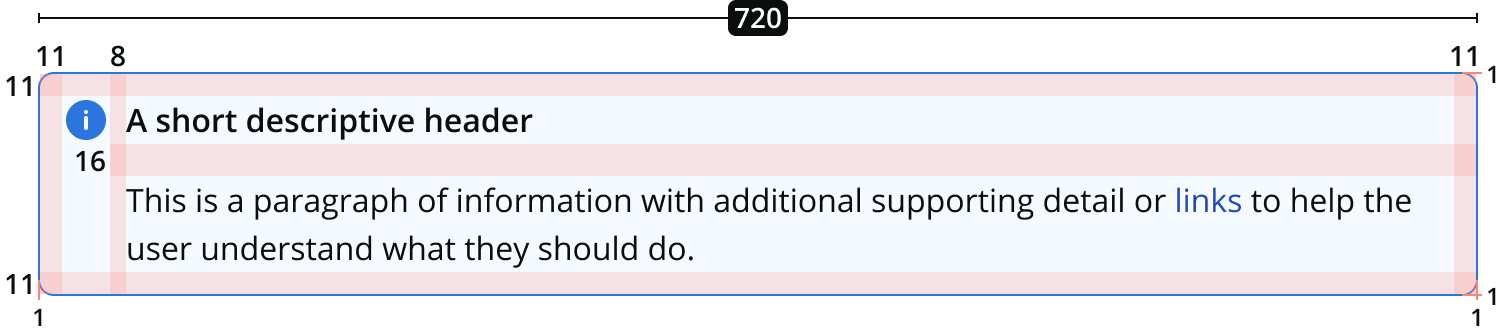 720
11 8 11
11 1
i A short descriptive header
16
This is a paragraph of information with additional supporting detail or links to help the
user understand what they should do.
11 1
1 1